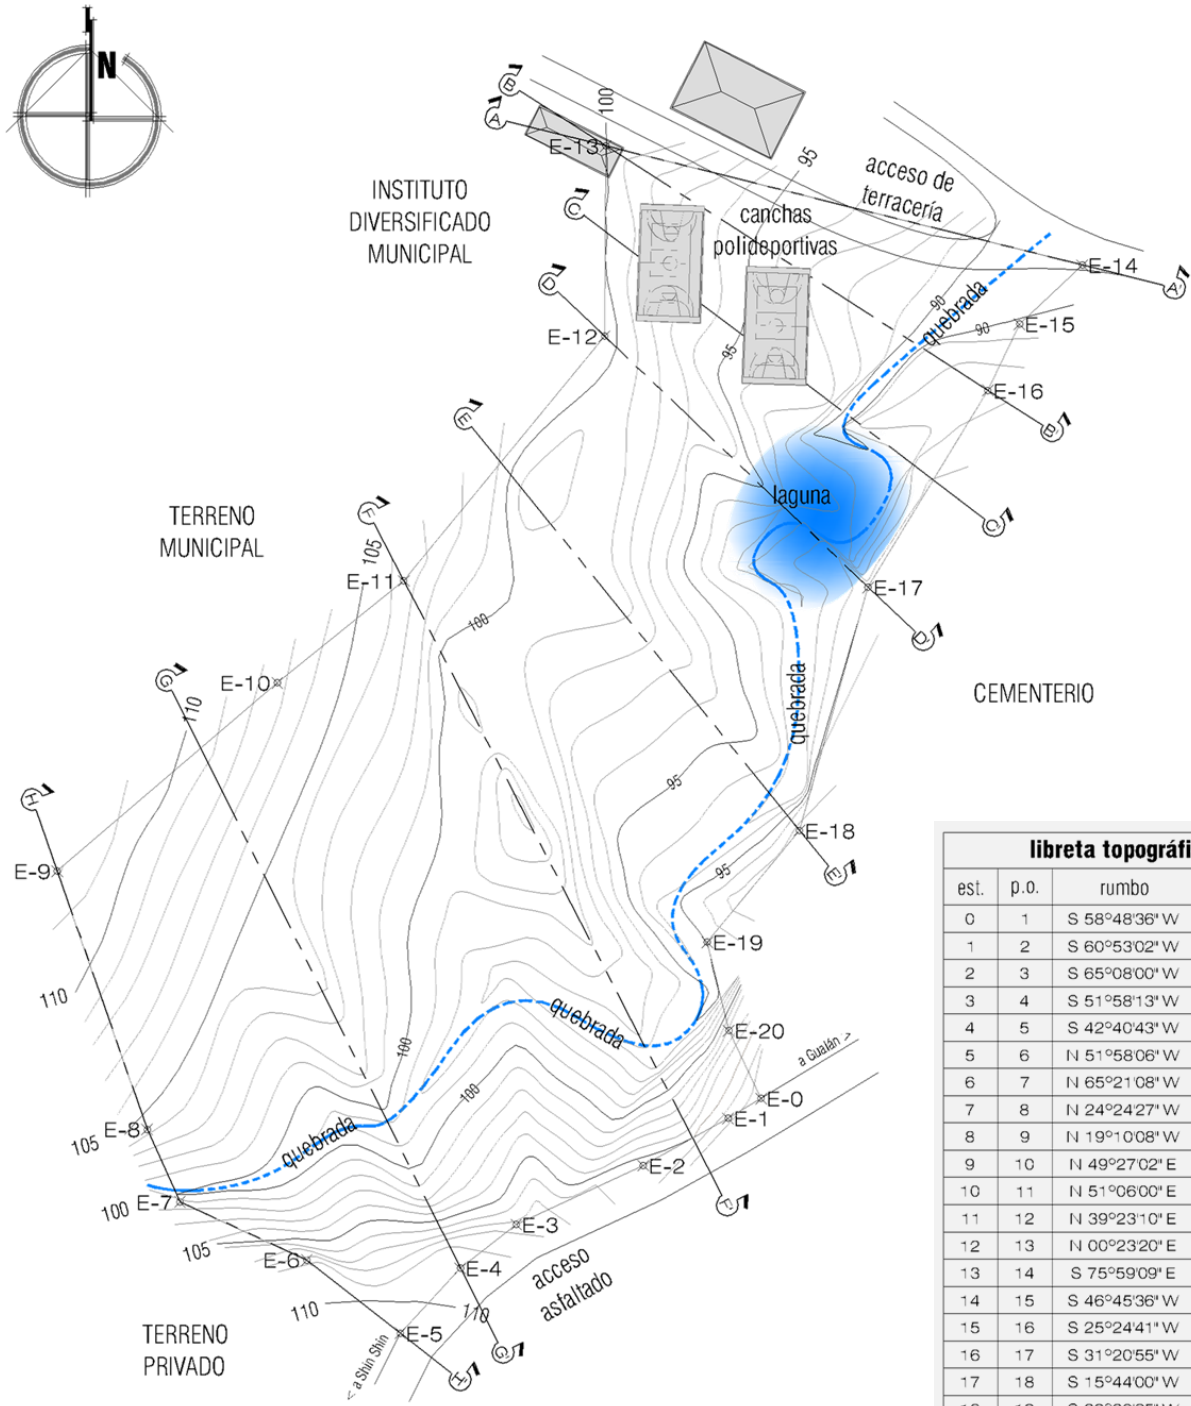 N
B
A
100
E-13
95
acceso de
terracería
INSTITUTO
DIVERSIFICADO
MUNICIPAL
C
canchas
polideportivas
E-14
A'
D
90
quebrada
90
E-15
E-12
95
E-16
E
B'
laguna
C'
TERRENO
MUNICIPAL
F
105
E-11
E-17
100
D'
G
E-10
110
quebrada
CEMENTERIO
95
H
E-18
E-9
95
E'
libreta topográfi
est. p.o. rumbo
0 1 S 58°48'36" W
1 2 S 60°53'02" W
2 3 S 65°08'00" W
3 4 S 51°58'13" W
4 5 S 42°40'43" W
5 6 N 51°58'06" W
6 7 N 65°21'08" W
7 8 N 24°24'27" W
8 9 N 19°10'08" W
9 10 N 49°27'02" E
10 11 N 51°06'00" E
11 12 N 39°23'10" E
12 13 N 00°23'20" E
13 14 S 75°59'09" E
14 15 S 46°45'36" W
15 16 S 25°24'41" W
16 17 S 31°20'55" W
17 18 S 15°44'00" W
E-19
110
quebrada
E-20
100
a Gualán >
100
E-0
E-1
105
E-8
quebrada
E-2
100
E-7
F'
105
E-3
E-6
E-4
acceso
asfaltado
110
110
E-5
TERRENO
PRIVADO
< a Shin Shin
G'